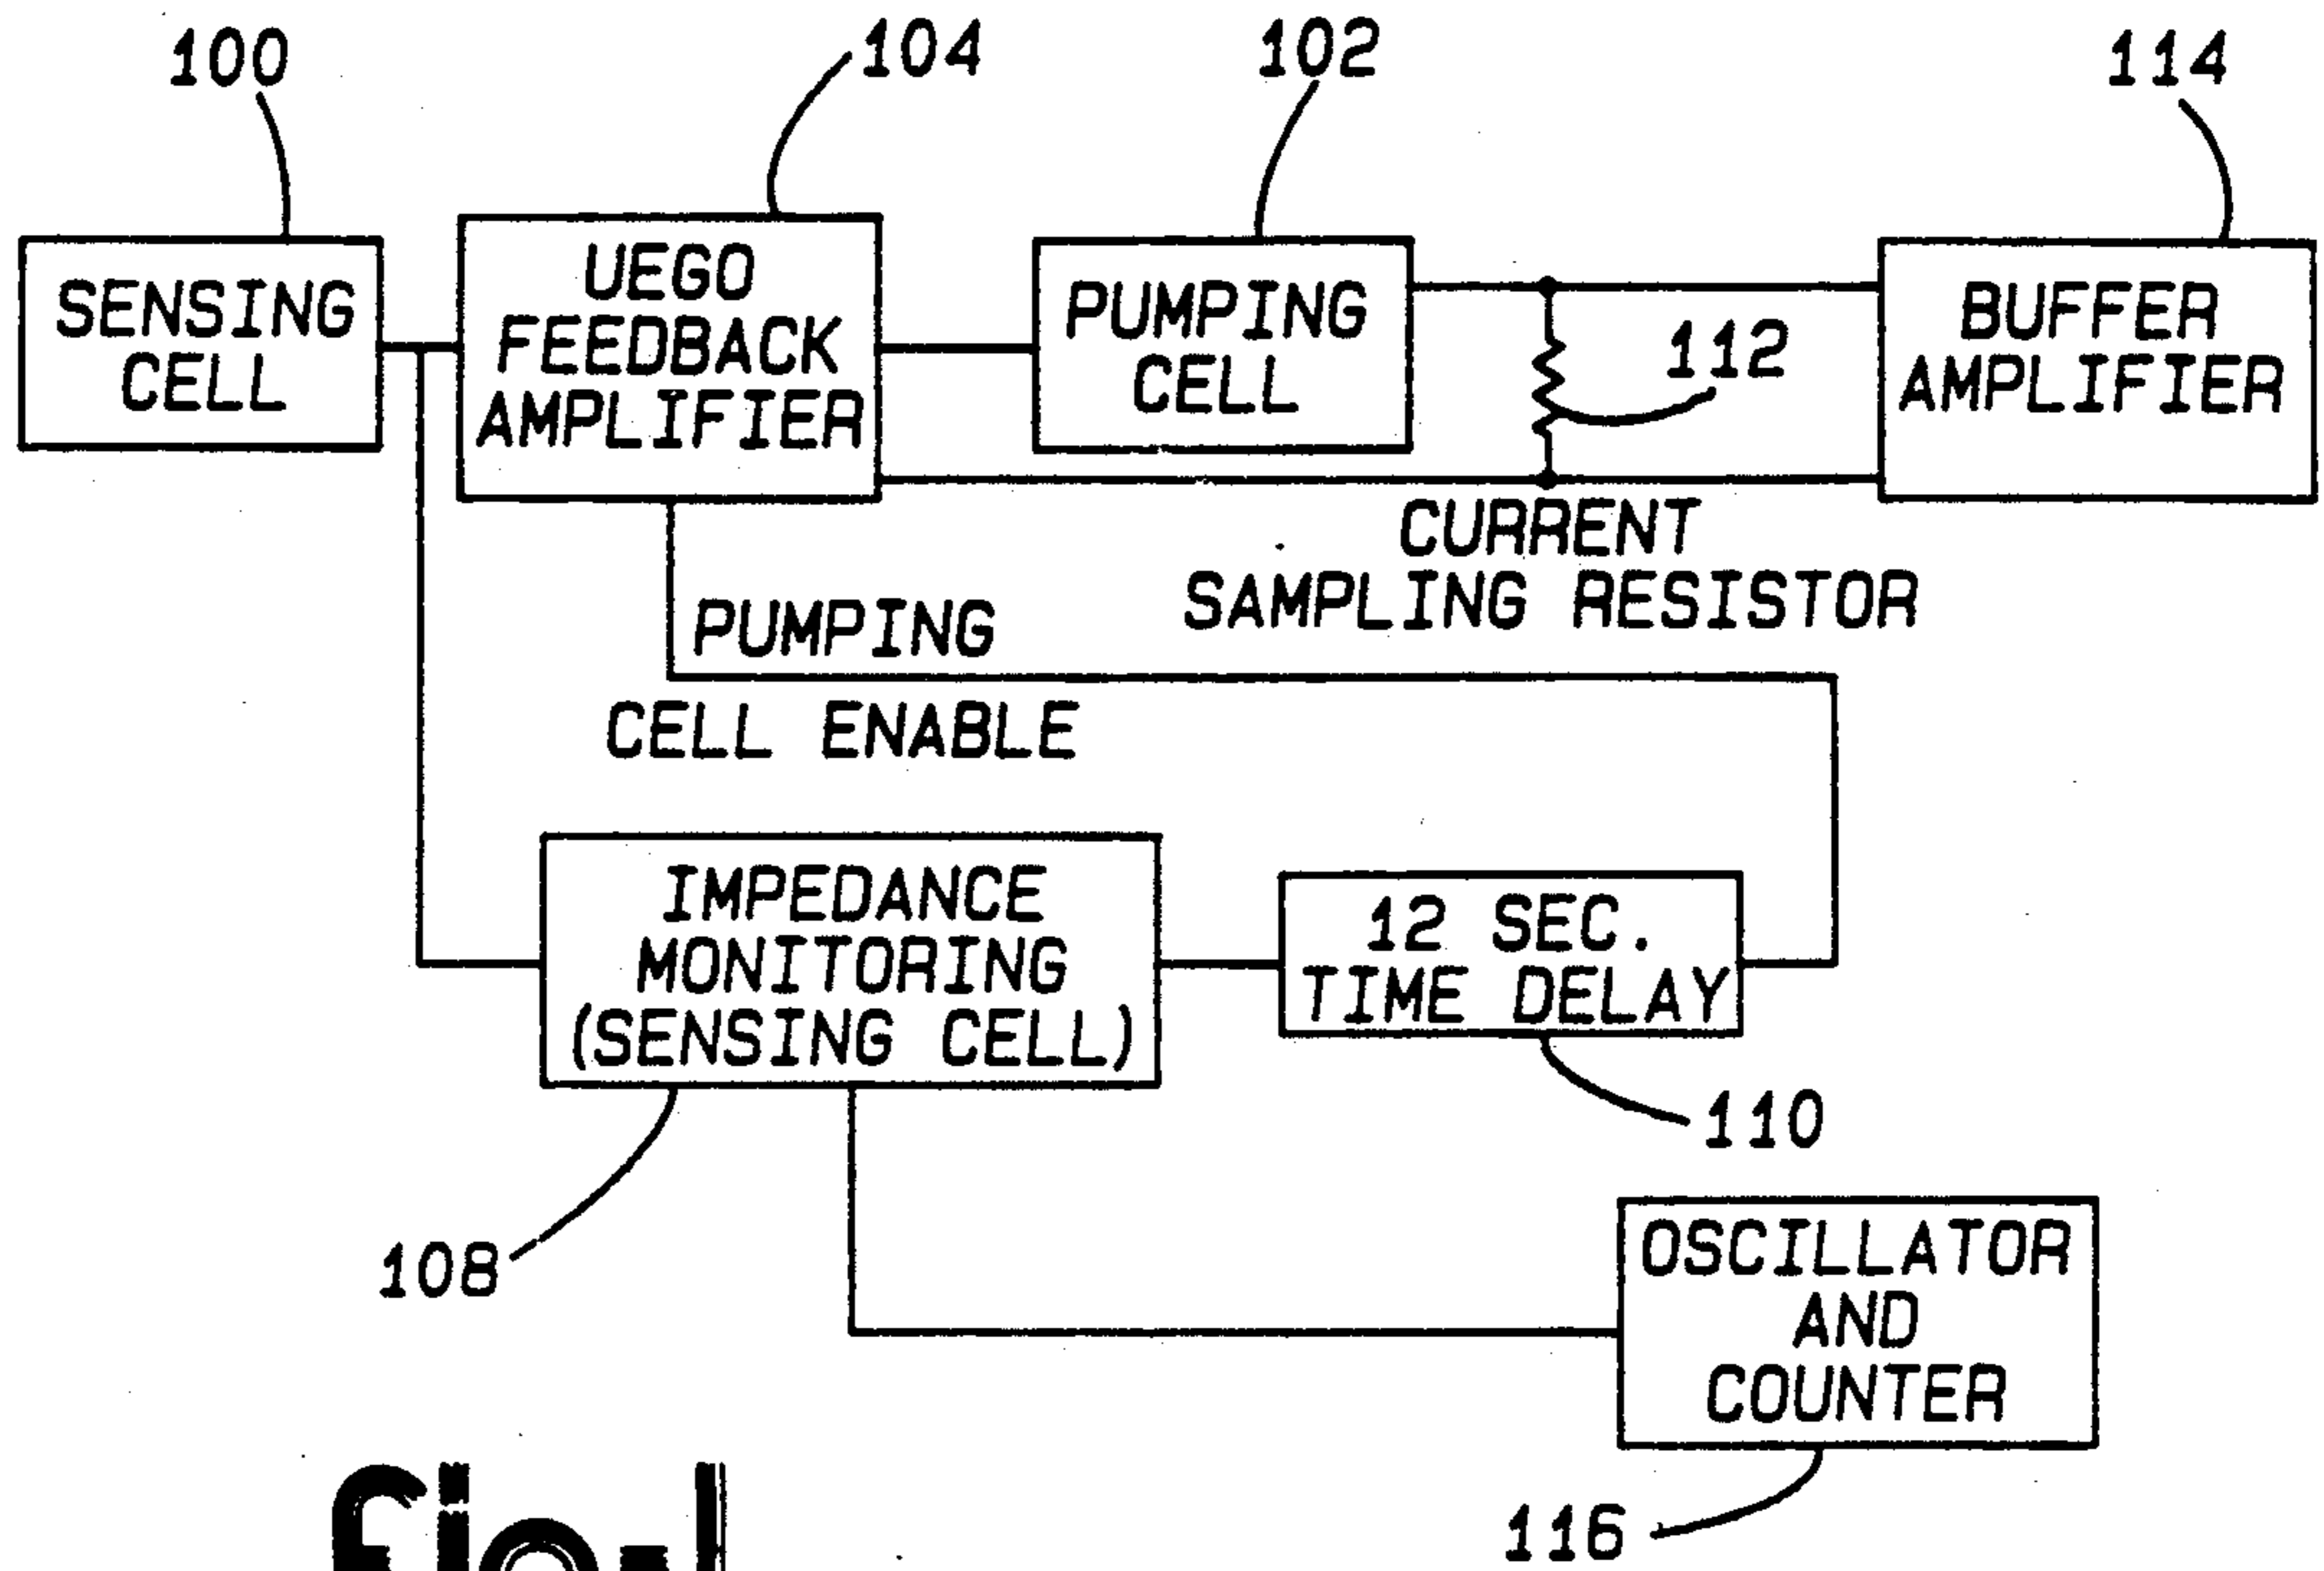 100
104
102
114
SENSING
CELL
UEGO
FEEDBACK
AMPLIFIER
PUMPING
CELL
112
BUFFER
AMPLIFIER
CURRENT
SAMPLING RESISTOR
PUMPING
CELL ENABLE
IMPEDANCE
MONITORING
(SENSING CELL)
12 SEC.
TIME DELAY
110
108
OSCILLATOR
AND
COUNTER
116